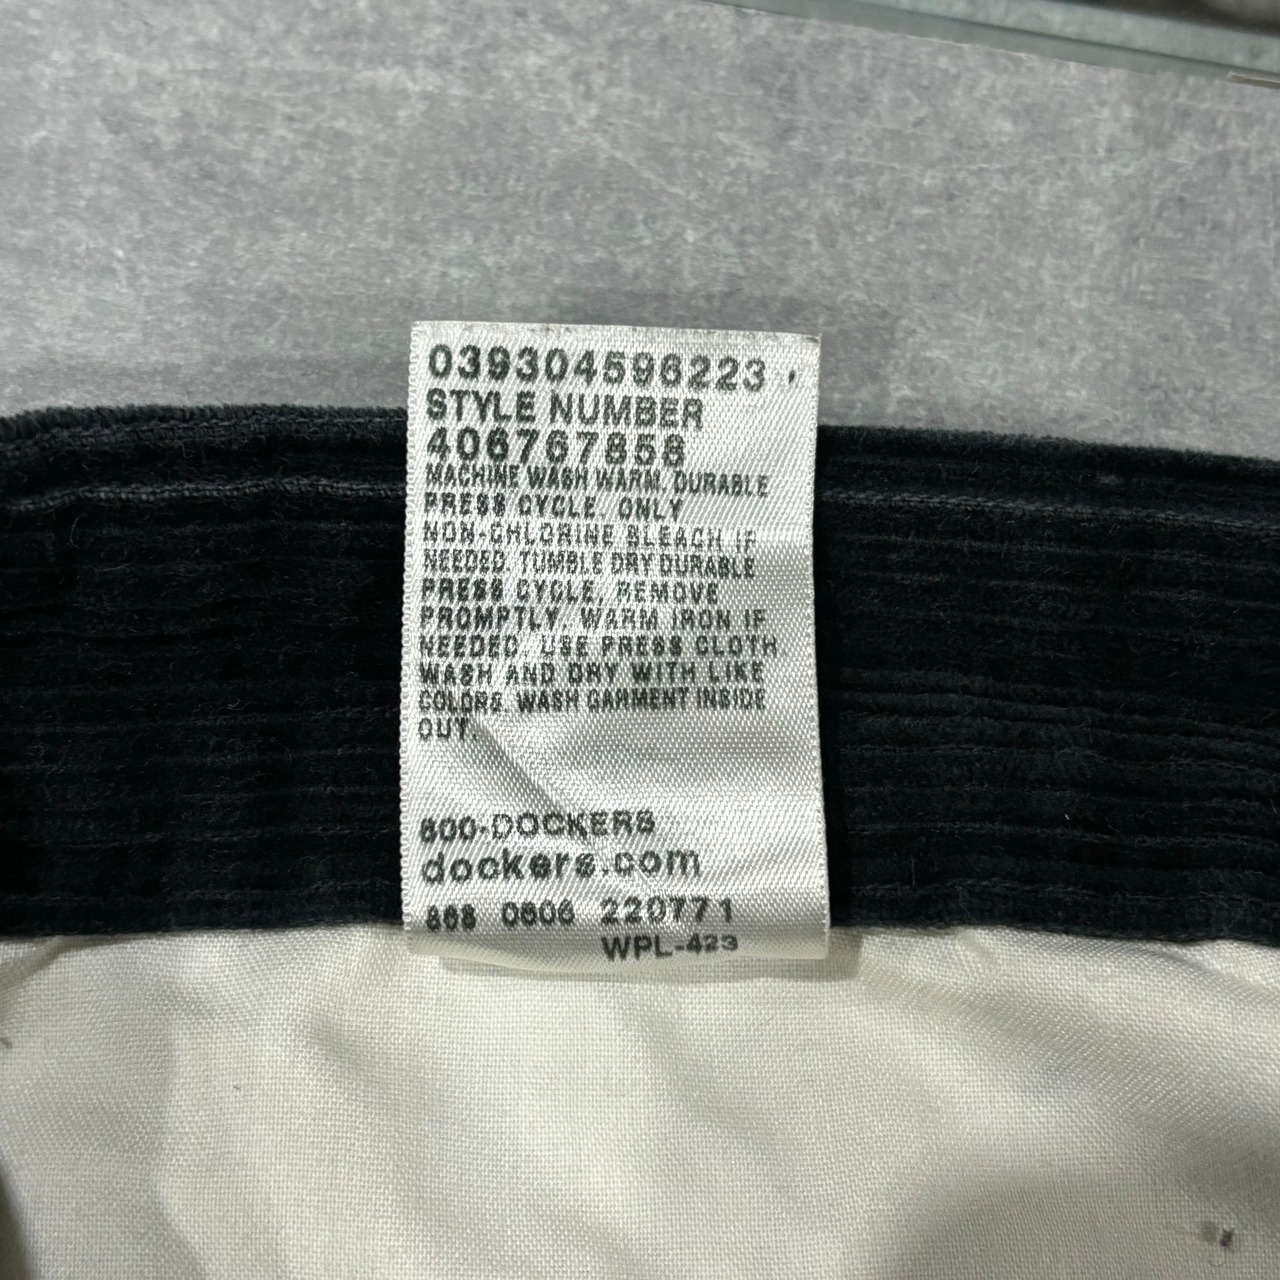 039304596223
STYLE NUMBER
406767858
MACHINE WASH WARM, DURABLE
PRESS CYCLE. ONLY
NON-CHLORINE BLEACH IF
NEEDED. TUMBLE DRY DURABLE
PRESS CYCLE. REMOVE
PROMPTLY. WARM IRON IF
NEEDED. USE PRESS CLOTH
WASH AND DRY WITH LIKE
COLORS. WASH GARMENT INSIDE
OUT.
800-DOCKERS
dockers.com
868 0606 220771
WPL-423